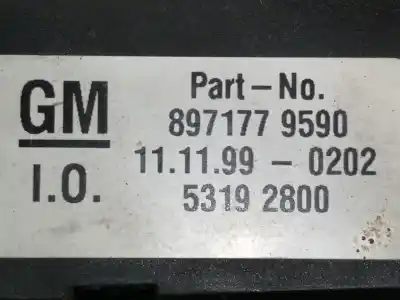 GM
I.O.
Part-No.
897177 9590
11.11.99-0202
5319 2800